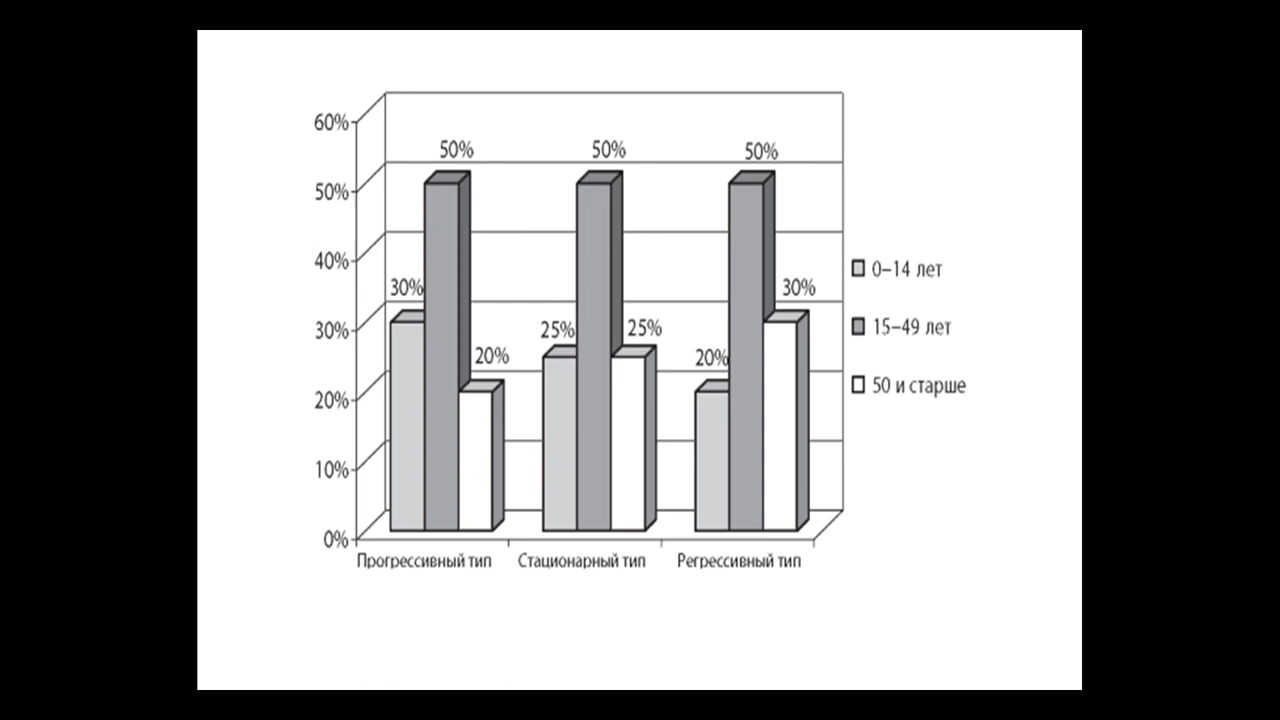 60%
50%
40%
30%
20%
10%
0%
30%
50%
20%
25%
50%
25%
20%
50%
30%
Прогрессивный тип
Стационарный тип
Регрессивный тип
0–14 лет
15–49 лет
50 и старше